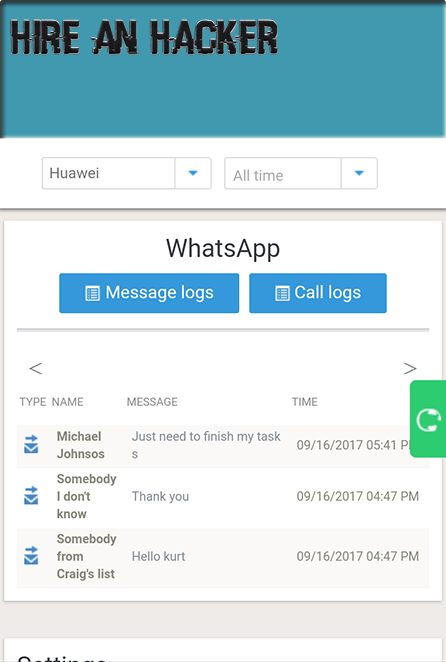 HIRE AN HACKER
Huawei
All time
WhatsApp
Message logs
Call logs
< >
TYPE NAME MESSAGE TIME
Michael
Johnsos
Just need to finish my task
s
09/16/2017 05:41 P
Somebody
I don't
know
Thank you
09/16/2017 04:47 PM
Somebody
from
Craig's list
Hello kurt
09/16/2017 04:47 PM
Settings